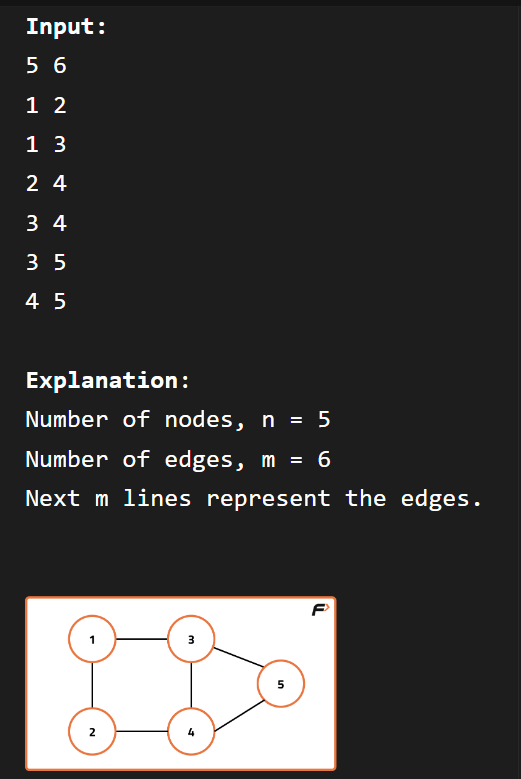 Input:
5 6
1 2
1 3
2 4
3 4
3 5
4 5
Explanation:
Number of nodes, n = 5
Number of edges, m = 6
Next m lines represent the edges.
F
1 3
5
2 4